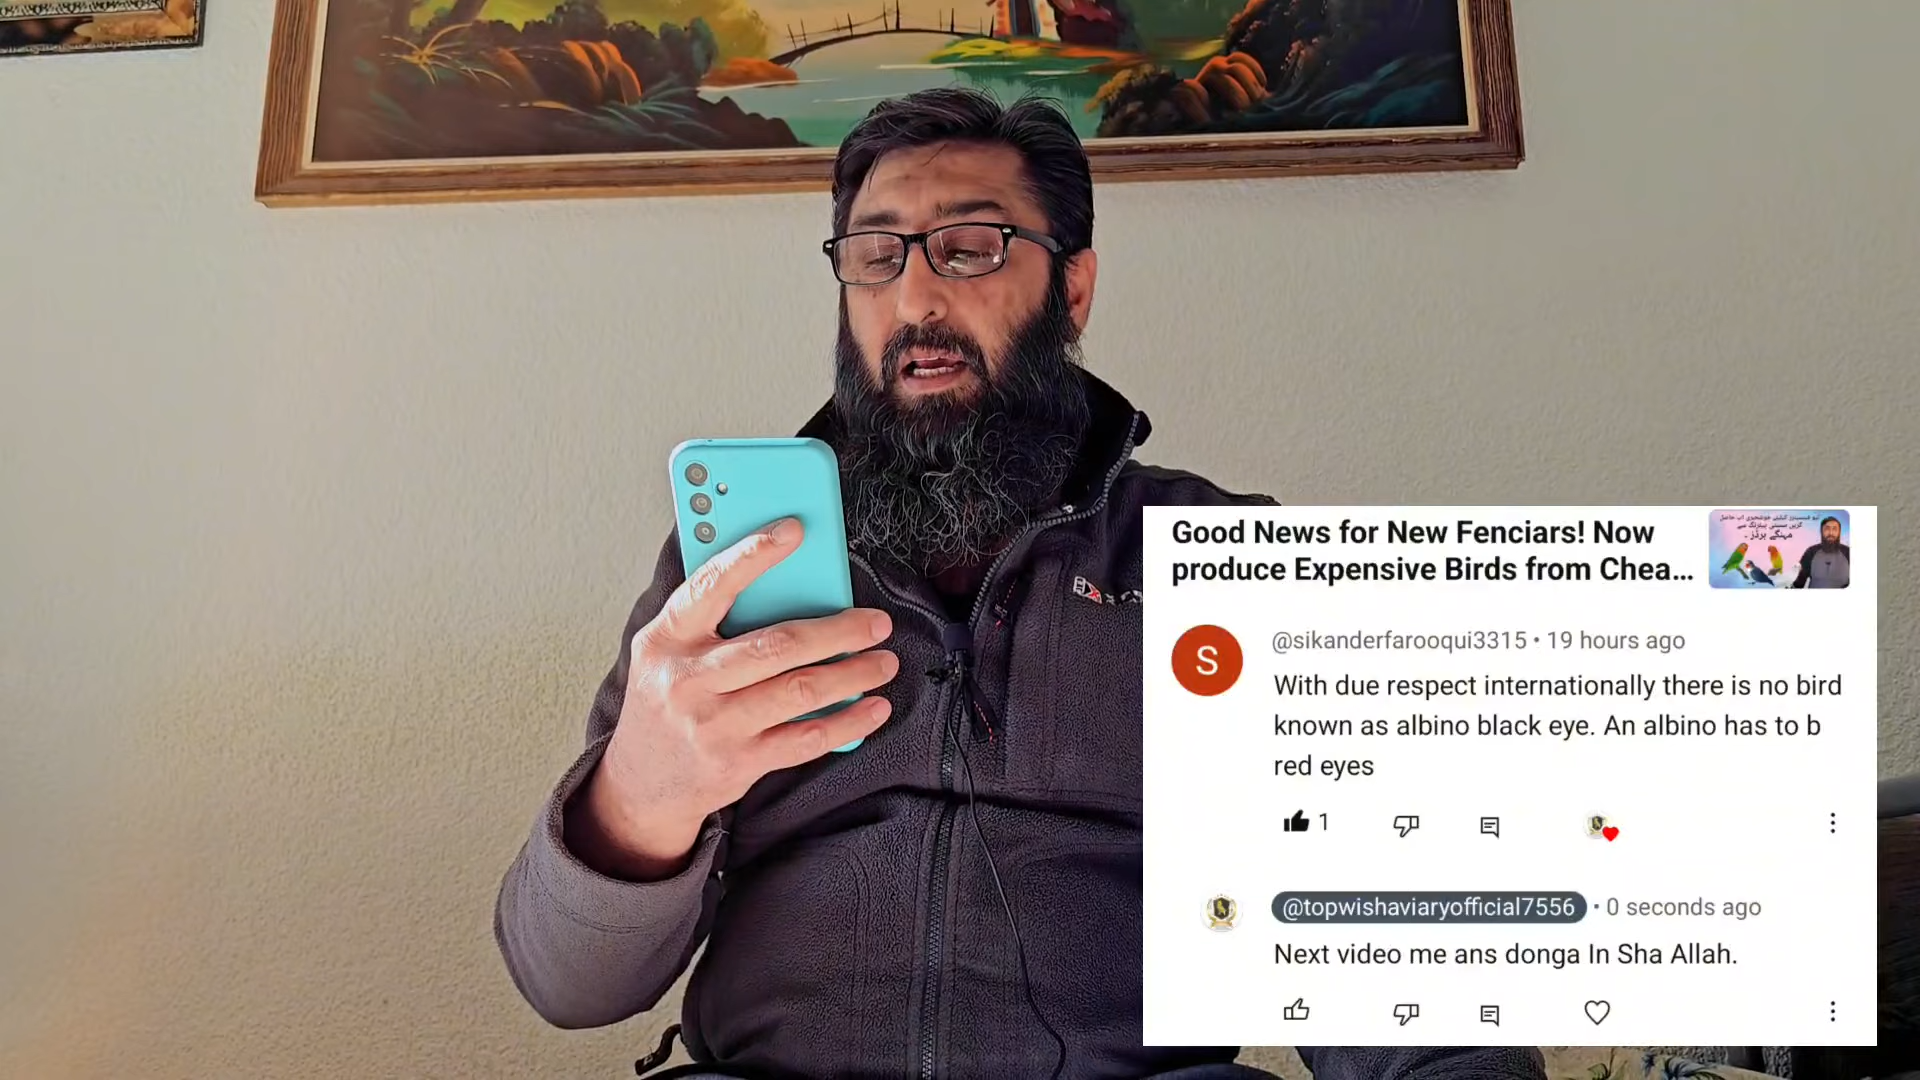 Good News for New Fenciars! Now
produce Expensive Birds from Chea...
مہنگے برڈز ۔
S
@sikanderfarooqui3315 • 19 hours ago
With due respect internationally there is no bird
known as albino black eye. An albino has to b
red eyes
1
@topwishaviaryofficial7556 • 0 seconds ago
Next video me ans donga In Sha Allah.